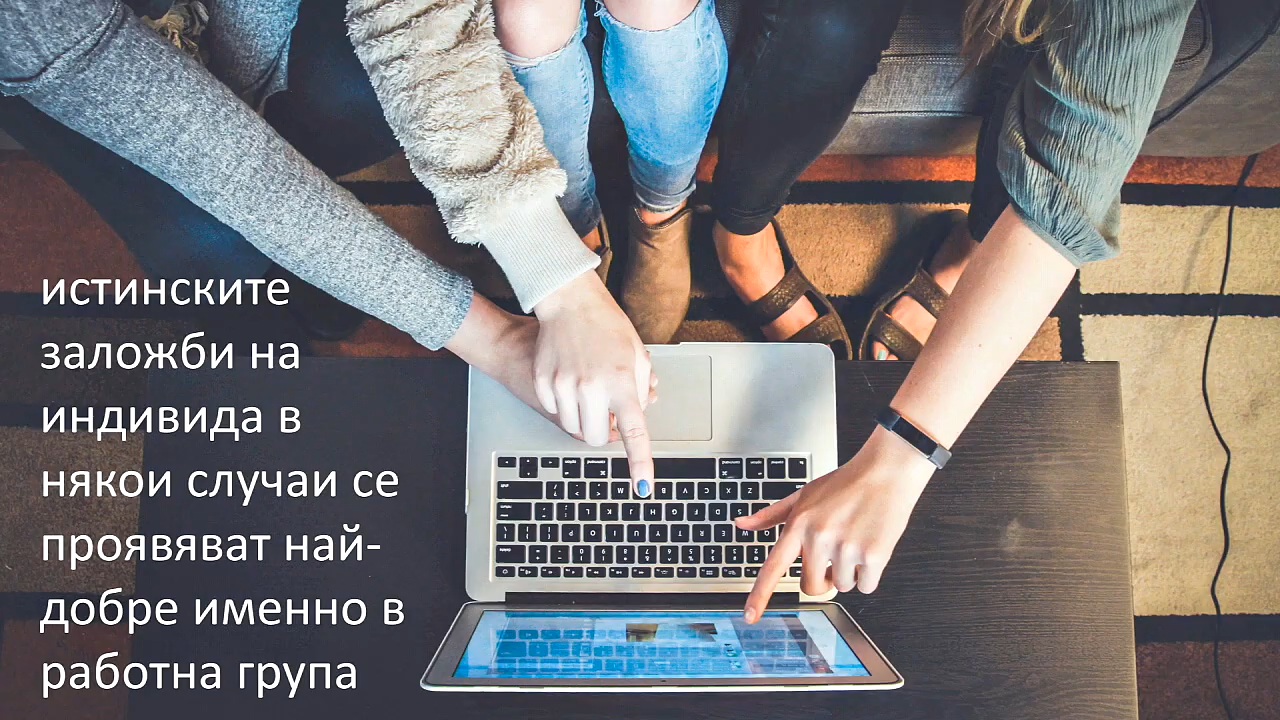 истинските
заложби на
индивида в
някои случаи се
проявяват най-
добре именно в
работна група